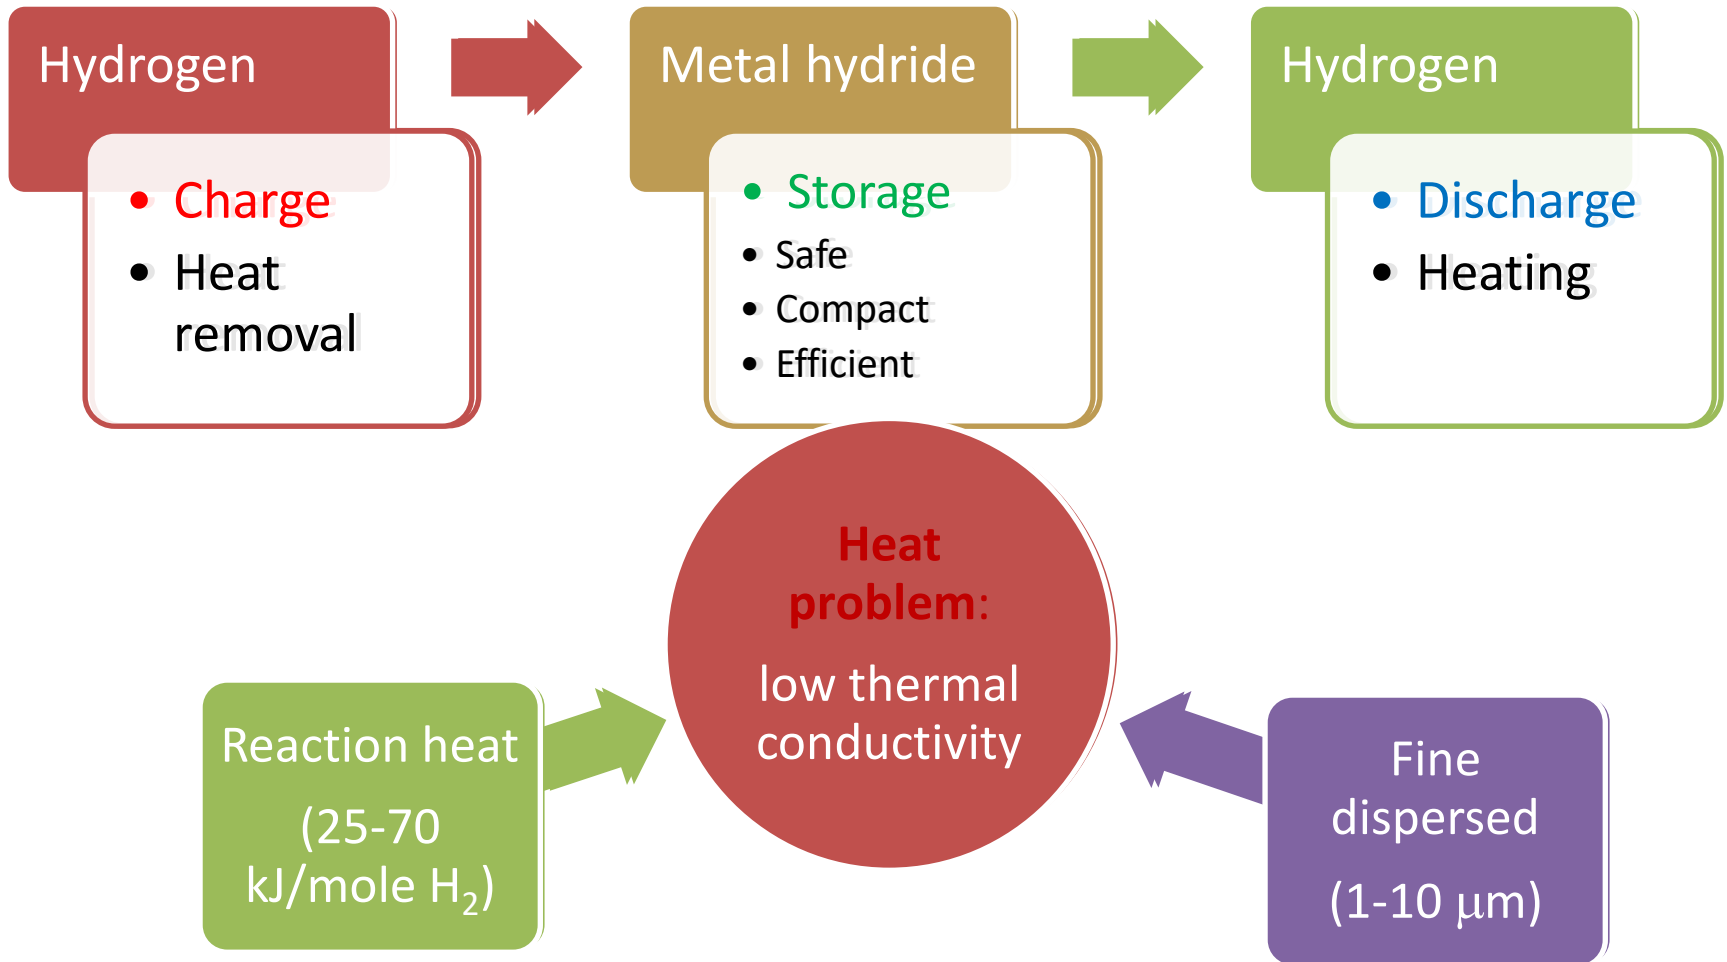 Hydrogen
• Charge
• Heat
removal
Metal hydride
• Storage
• Safe
• Compact
• Efficient
Hydrogen
• Discharge
• Heating
Heat
problem:
low thermal
conductivity
Reaction heat
(25-70
kJ/mole H₂)
Fine
dispersed
(1-10 μm)